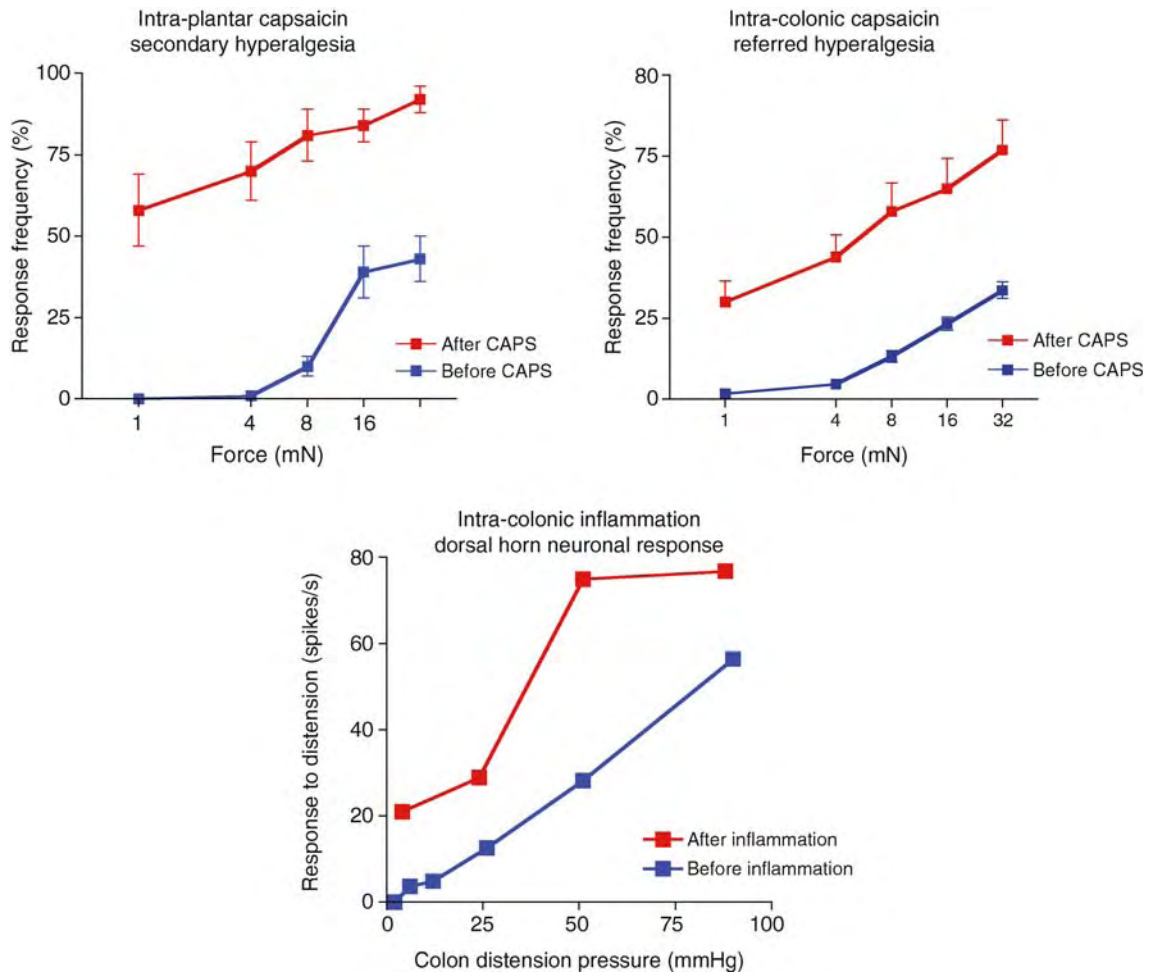 Intra-plantar capsaicin
secondary hyperalgesia
100
75
50
25
0
Response frequency (%)
After CAPS
Before CAPS
1 4 8 16
Force (mN)
Intra-colonic capsaicin
referred hyperalgesia
80
75
50
25
0
Response frequency (%)
After CAPS
Before CAPS
1 4 8 16 32
Force (mN)
Intra-colonic inflammation
dorsal horn neuronal response
80
60
40
20
0
Response to distension (spikes/s)
After inflammation
Before inflammation
0 25 50 75 100
Colon distension pressure (mmHg)